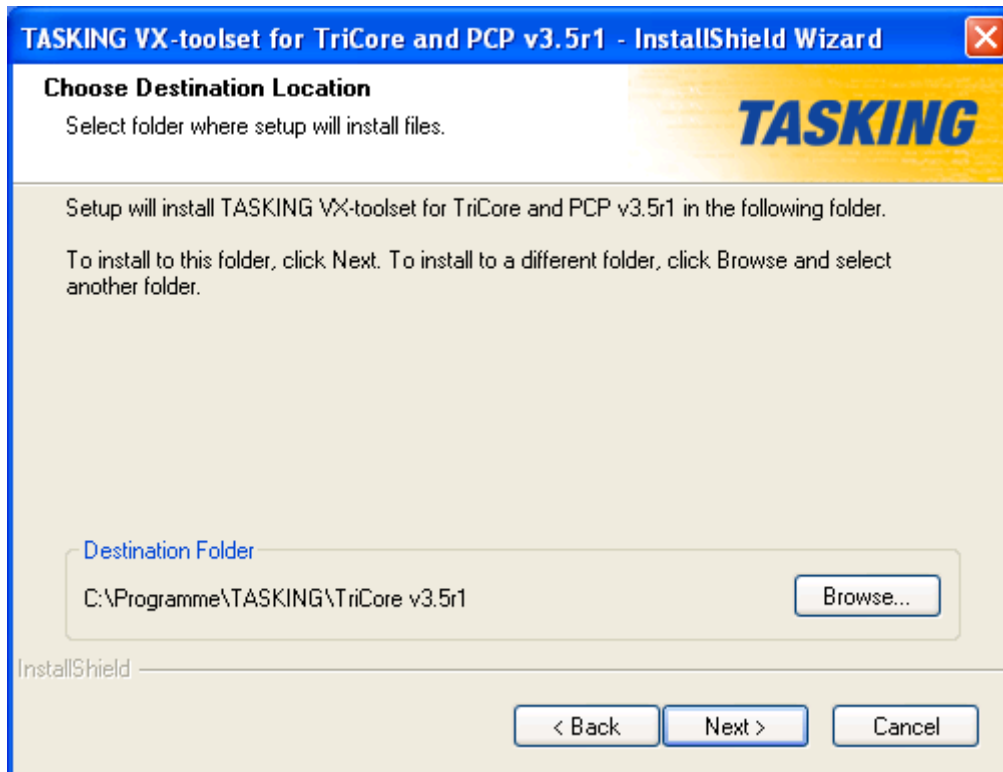 TASKING VX-toolset for TriCore and PCP v3.5r1 - InstallShield Wizard
Choose Destination Location
Select folder where setup will install files.
TASKING
Setup will install TASKING VX-toolset for TriCore and PCP v3.5r1 in the following folder.
To install to this folder, click Next. To install to a different folder, click Browse and select
another folder.
Destination Folder
C:\Programme\TASKING\TriCore v3.5r1
Browse...
InstallShield
< Back
Next >
Cancel